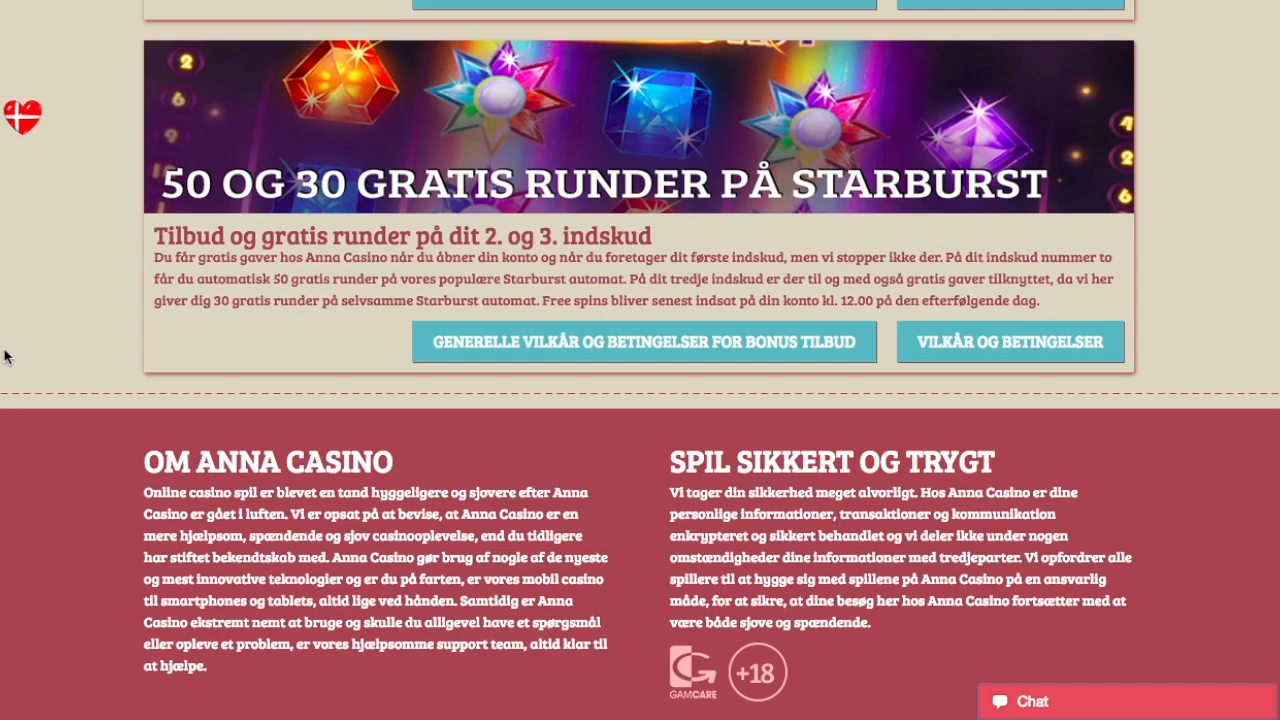 2
6
9
4
2
6
50 OG 30 GRATIS RUNDER PÅ STARBURST
Tilbud og gratis runder på dit 2. og 3. indskud
Du får gratis gaver hos Anna Casino når du åbner din konto og når du foretager dit første indskud, men vi stopper ikke der. På dit indskud nummer to
får du automatisk 50 gratis runder på vores populære Starburst automat. På dit tredje indskud er der til og med også gratis gaver tilknyttet, da vi her
giver dig 30 gratis runder på selvsamme Starburst automat. Free spins bliver senest indsat på din konto kl. 12.00 på den efterfølgende dag.
GENERELLE VILKÅR OG BETINGELSER FOR BONUS TILBUD
VILKÅR OG BETINGELSER
OM ANNA CASINO
Online casino spil er blevet en tand hyggeligere og sjovere efter Anna
Casino er gået i luften. Vi er opsat på at bevise, at Anna Casino er en
mere hjælpsom, spændende og sjov casinooplevelse, end du tidligere
har stiftet bekendtskab med. Anna Casino gør brug af nogle af de nyeste
og mest innovative teknologier og er du på farten, er vores mobil casino
til smartphones og tablets, altid lige ved hånden. Samtidig er Anna
Casino ekstremt nemt at bruge og skulle du alligevel have et spørgsmål
eller opleve et problem, er vores hjælpsomme support team, altid klar til
at hjælpe.
SPIL SIKKERT OG TRYGT
Vi tager din sikkerhed meget alvorligt. Hos Anna Casino er dine
personlige informationer, transaktioner og kommunikation
enkrypteret og sikkert behandlet og vi deler ikke under nogen
omstændigheder dine informationer med tredjeparter. Vi opfordrer alle
spillere til at hygge sig med spillene på Anna Casino på en ansvarlig
måde, for at sikre, at dine besøg her hos Anna Casino fortsætter med at
være både sjove og spændende.
GAMCARE
+18
Chat